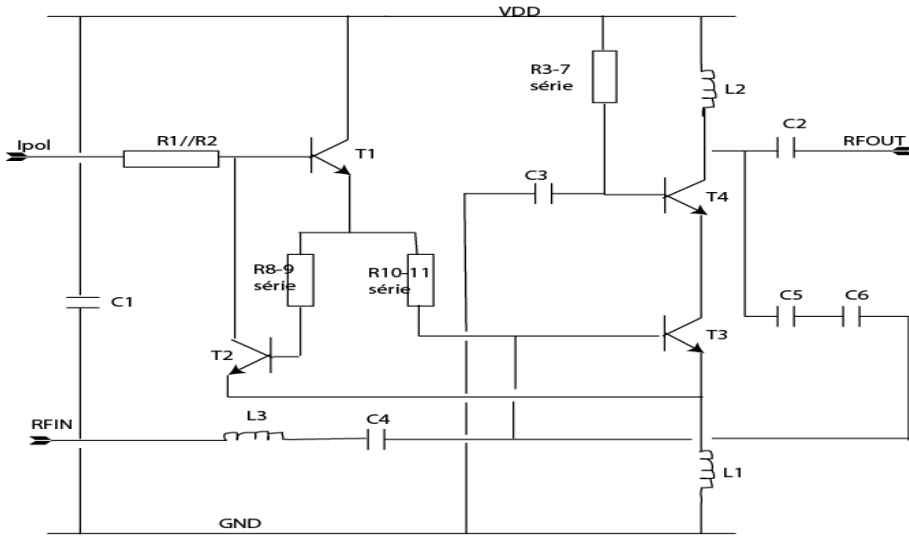 VDD
R3-7
série
L2
Ipol
R1//R2
T1
C2
RFOUT
C3
T4
R8-9
série
R10-11
série
C1
C5
C6
T2
T3
RFIN
L3
C4
L1
GND